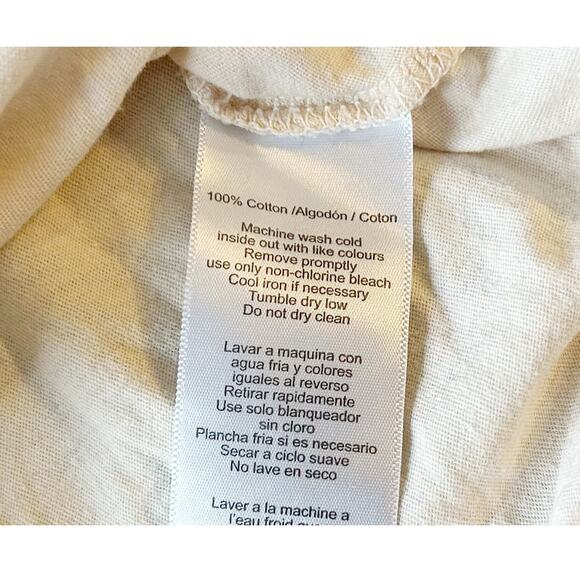 100% Cotton /Algodón / Coton
Machine wash cold
inside out with like colours
Remove promptly
use only non-chlorine bleach
Cool iron if necessary
Tumble dry low
Do not dry clean
Lavar a maquina con
agua fria y colores
iguales al reverso
Retirar rapidamente
Use solo blanqueador
sin cloro
Plancha fria si es necesario
Secar a ciclo suave
No lave en seco
Laver a la machine a
l'eau froid